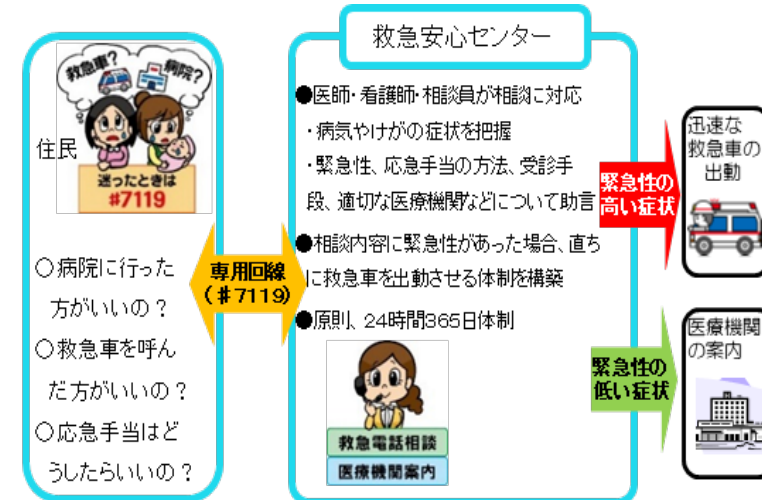 救急車?
病院?
住民
迷ったときは
#7119
○病院に行った
方がいいの?
○救急車を呼ん
だ方がいいの?
○応急手当はど
うしたらいいの?
専用回線
(#7119)
救急安心センター
●医師・看護師・相談員が相談に対応
・病気やけがの症状を把握
・緊急性、応急手当の方法、受診手
段、適切な医療機関などについて助言
●相談内容に緊急性があった場合、直ち
に救急車を出動させる体制を構築
●原則、24時間365日体制
救急電話相談
医療機関案内
緊急性の
高い症状
迅速な
救急車の
出動
緊急性の
低い症状
医療機関
の案内